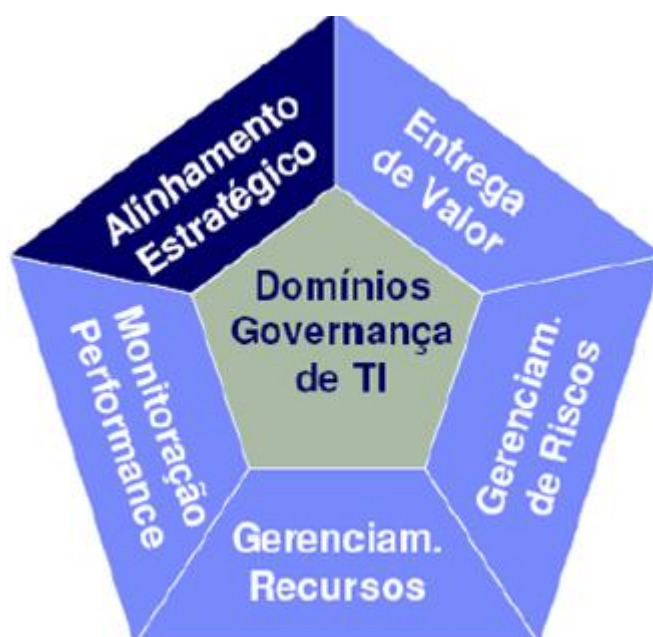 Alinhamento
Estratégico
Entrega
de Valor
Domínios
Governança
de TI
Monitoração
Performance
Gerenciam.
de Riscos
Gerenciam.
Recursos